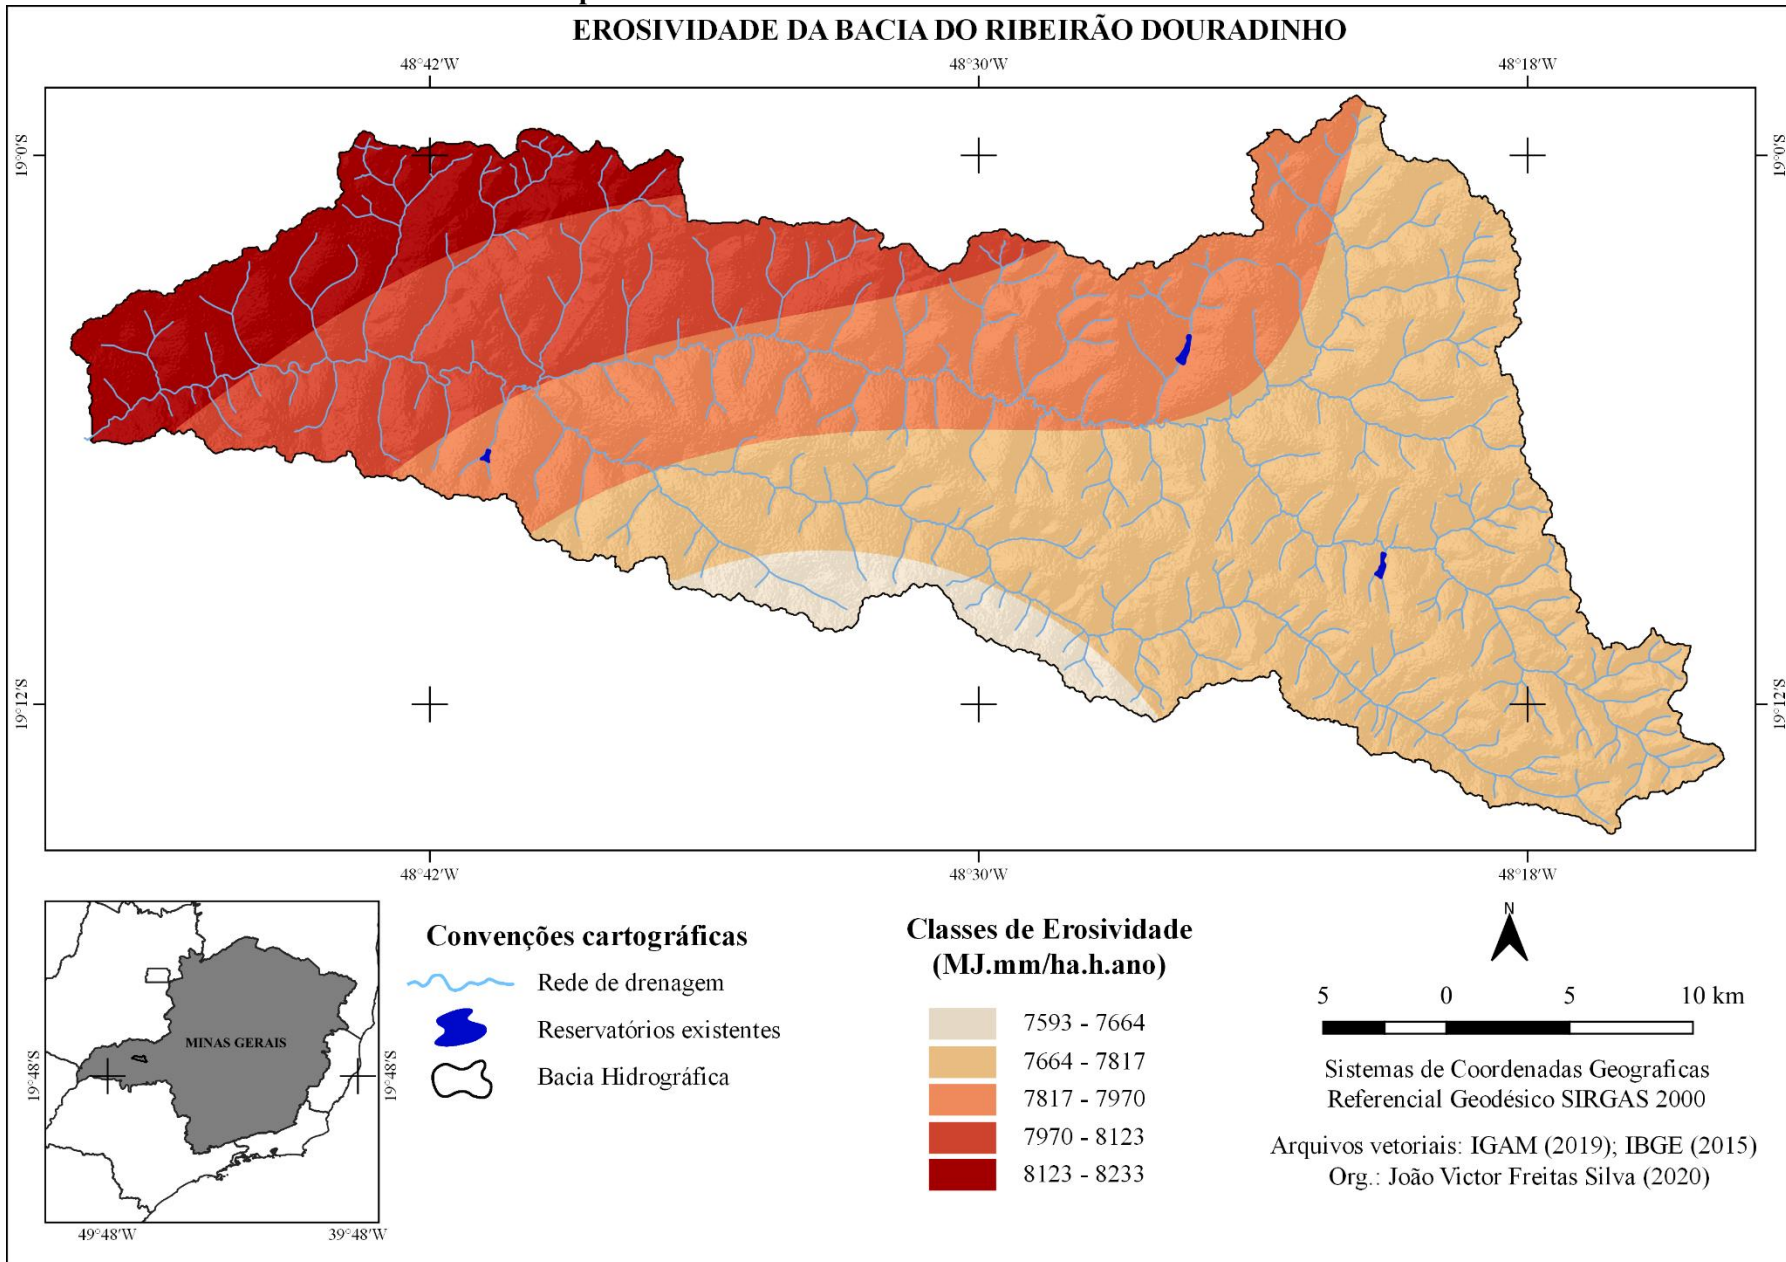 EROSIVIDADE DA BACIA DO RIBEIRÃO DOURADINHO
48°42'W
48°30'W
48°18'W
19°0'S
19°0'S
19°12'S
19°12'S
48°42'W
48°30'W
48°18'W
MINAS GERAIS
19°48'S
19°48'S
49°48'W
39°48'W
Convenções cartográficas
Rede de drenagem
Reservatórios existentes
Bacia Hidrográfica
Classes de Erosividade
(MJ.mm/ha.h.ano)
7593 - 7664
7664 - 7817
7817 - 7970
7970 - 8123
8123 - 8233
N
5 0 5 10 km
Sistemas de Coordenadas Geograficas
Referencial Geodésico SIRGAS 2000
Arquivos vetoriais: IGAM (2019); IBGE (2015)
Org.: João Victor Freitas Silva (2020)